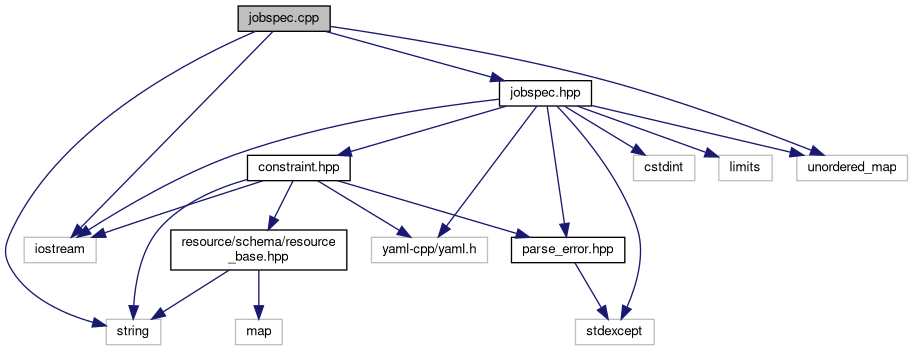 jobspec.cpp
jobspec.hpp
constraint.hpp
cstdint
limits
unordered_map
iostream
resource/schema/resource
_base.hpp
yaml-cpp/yaml.h
parse_error.hpp
string
map
stdexcept